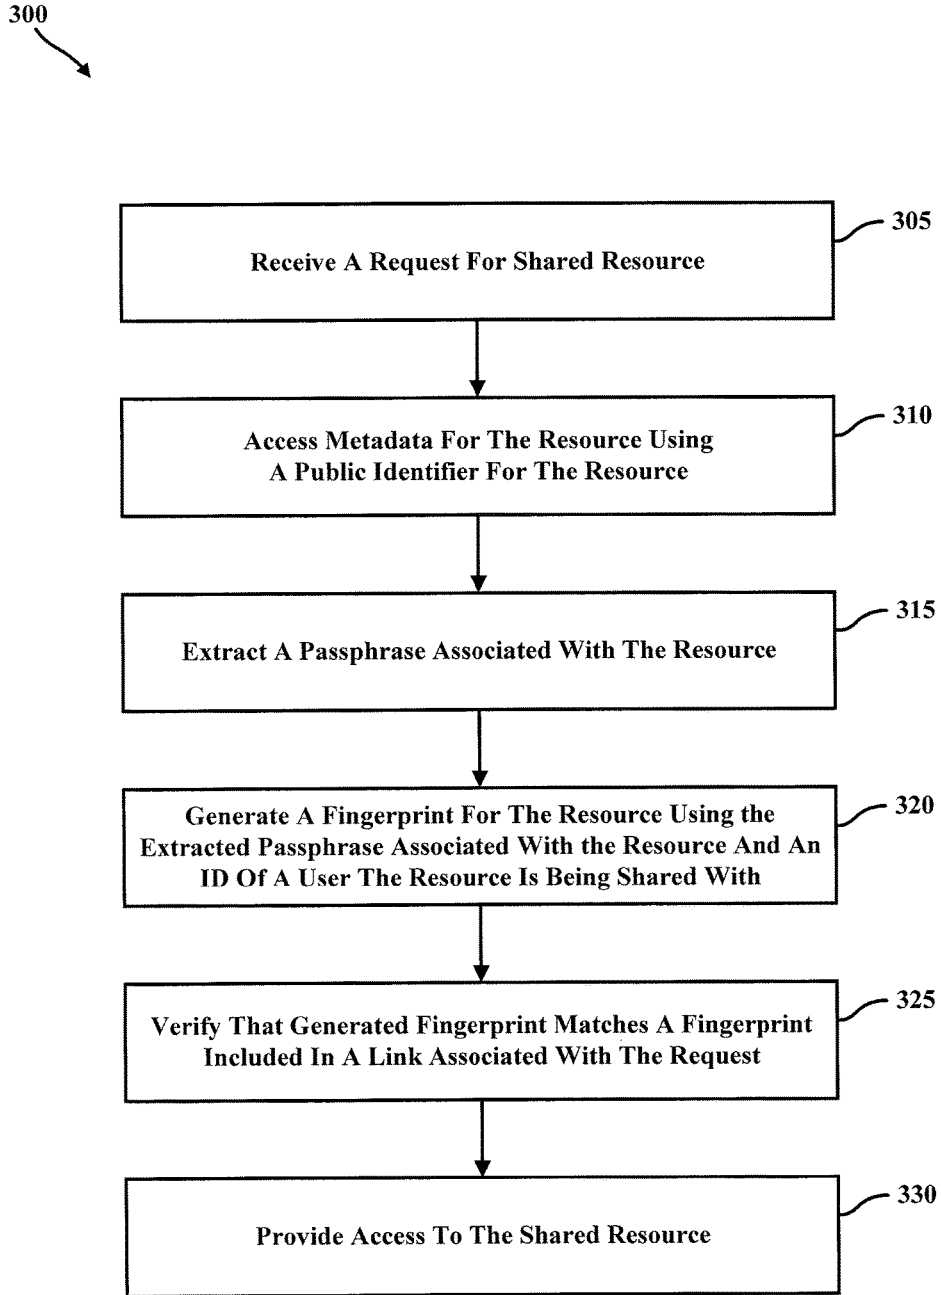 300
305
Receive A Request For Shared Resource
310
Access Metadata For The Resource Using
A Public Identifier For The Resource
315
Extract A Passphrase Associated With The Resource
320
Generate A Fingerprint For The Resource Using the
Extracted Passphrase Associated With the Resource And An
ID Of A User The Resource Is Being Shared With
325
Verify That Generated Fingerprint Matches A Fingerprint
Included In A Link Associated With The Request
330
Provide Access To The Shared Resource